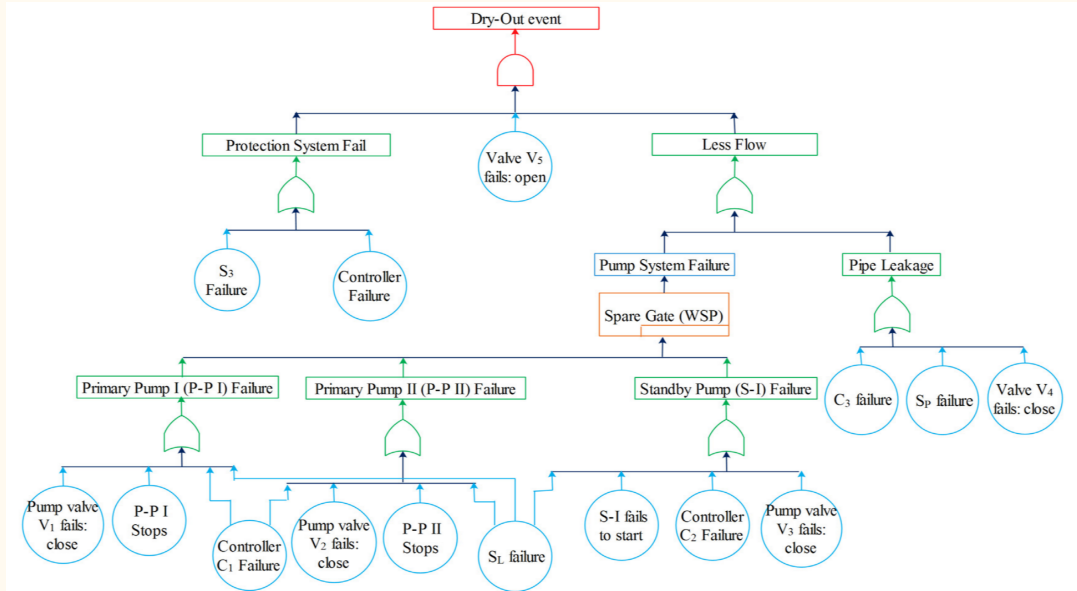 Dry-Out event
Protection System Fail
Valve V₅
fails: open
Less Flow
S₃
Failure
Controller
Failure
Pump System Failure
Pipe Leakage
Spare Gate (WSP)
Primary Pump I (P-P I) Failure
Primary Pump II (P-P II) Failure
Standby Pump (S-I) Failure
C₃ failure
Sₚ failure
Valve V₄
fails: close
Pump valve
V₁ fails:
close
P-P I
Stops
Controller
C₁ Failure
Pump valve
V₂ fails:
close
P-P II
Stops
S_L failure
S-I fails
to start
Controller
C₂ Failure
Pump valve
V₃ fails:
close